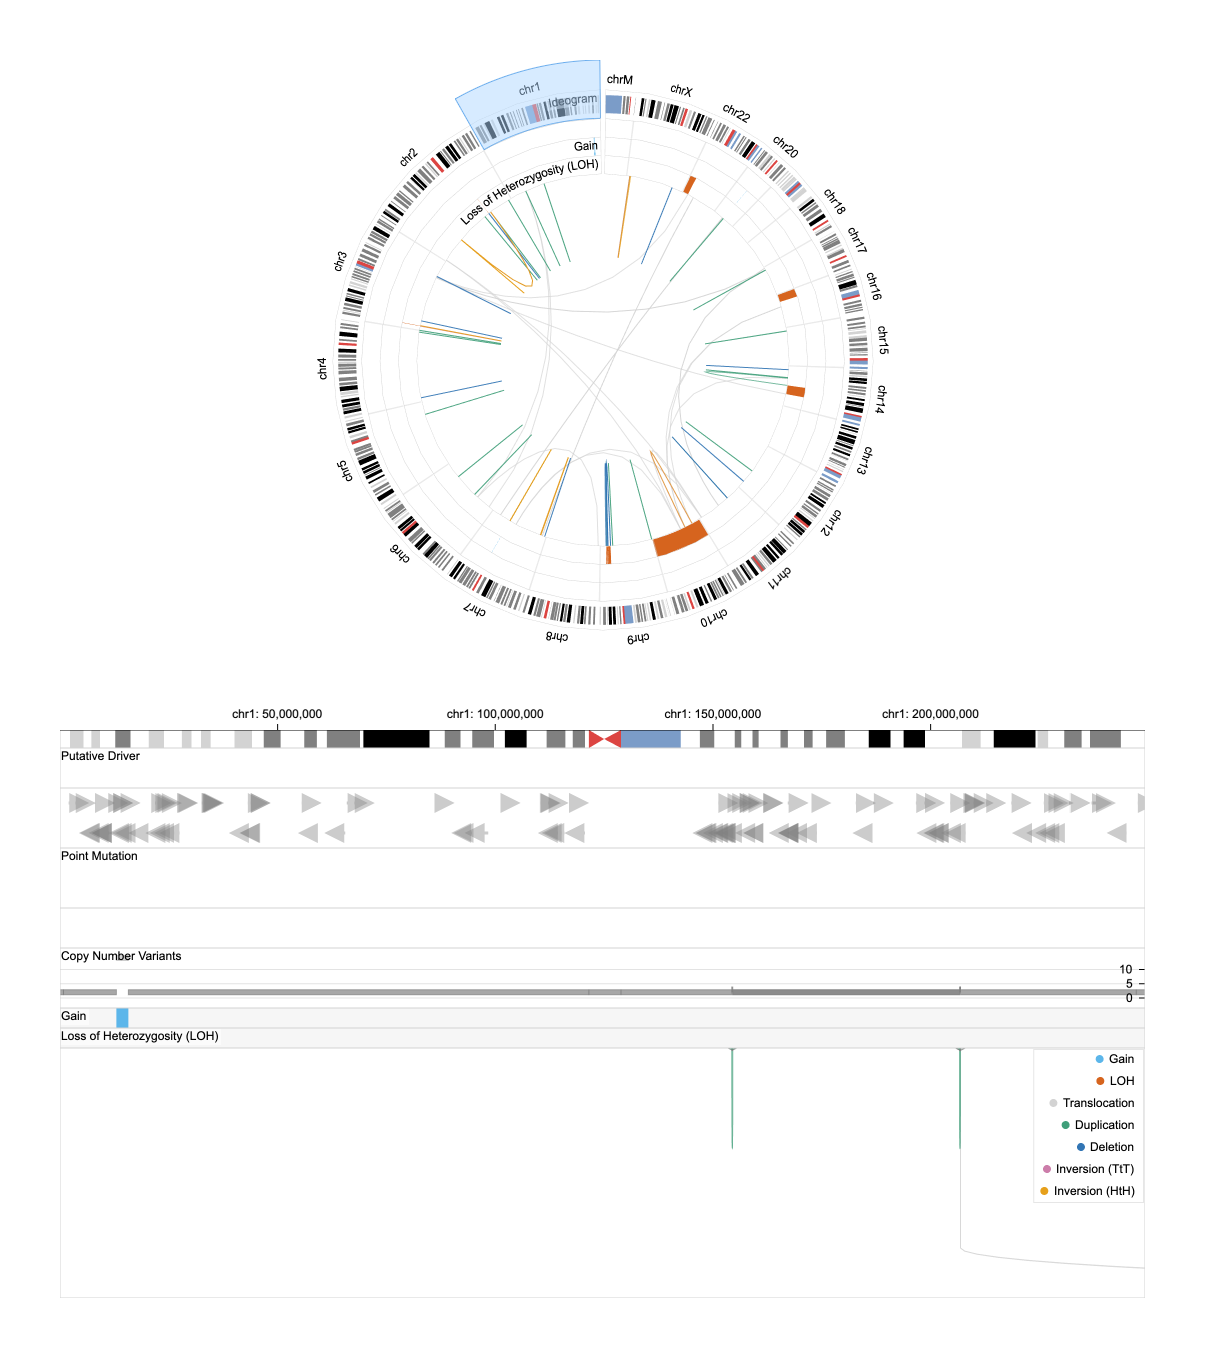 chr1
Ideogram
Gain
Loss of Heterozygosity (LOH)
chrM
chrX
chr22
chr20
chr18
chr17
chr16
chr15
chr14
chr13
chr12
chr11
chr10
chr9
chr8
chr7
chr6
chr5
chr4
chr3
chr2
chr1: 50,000,000
chr1: 100,000,000
chr1: 150,000,000
chr1: 200,000,000
Putative Driver
Point Mutation
Copy Number Variants
10
5
0
Gain
Loss of Heterozygosity (LOH)
Gain
LOH
Translocation
Duplication
Deletion
Inversion (TtT)
Inversion (HtH)